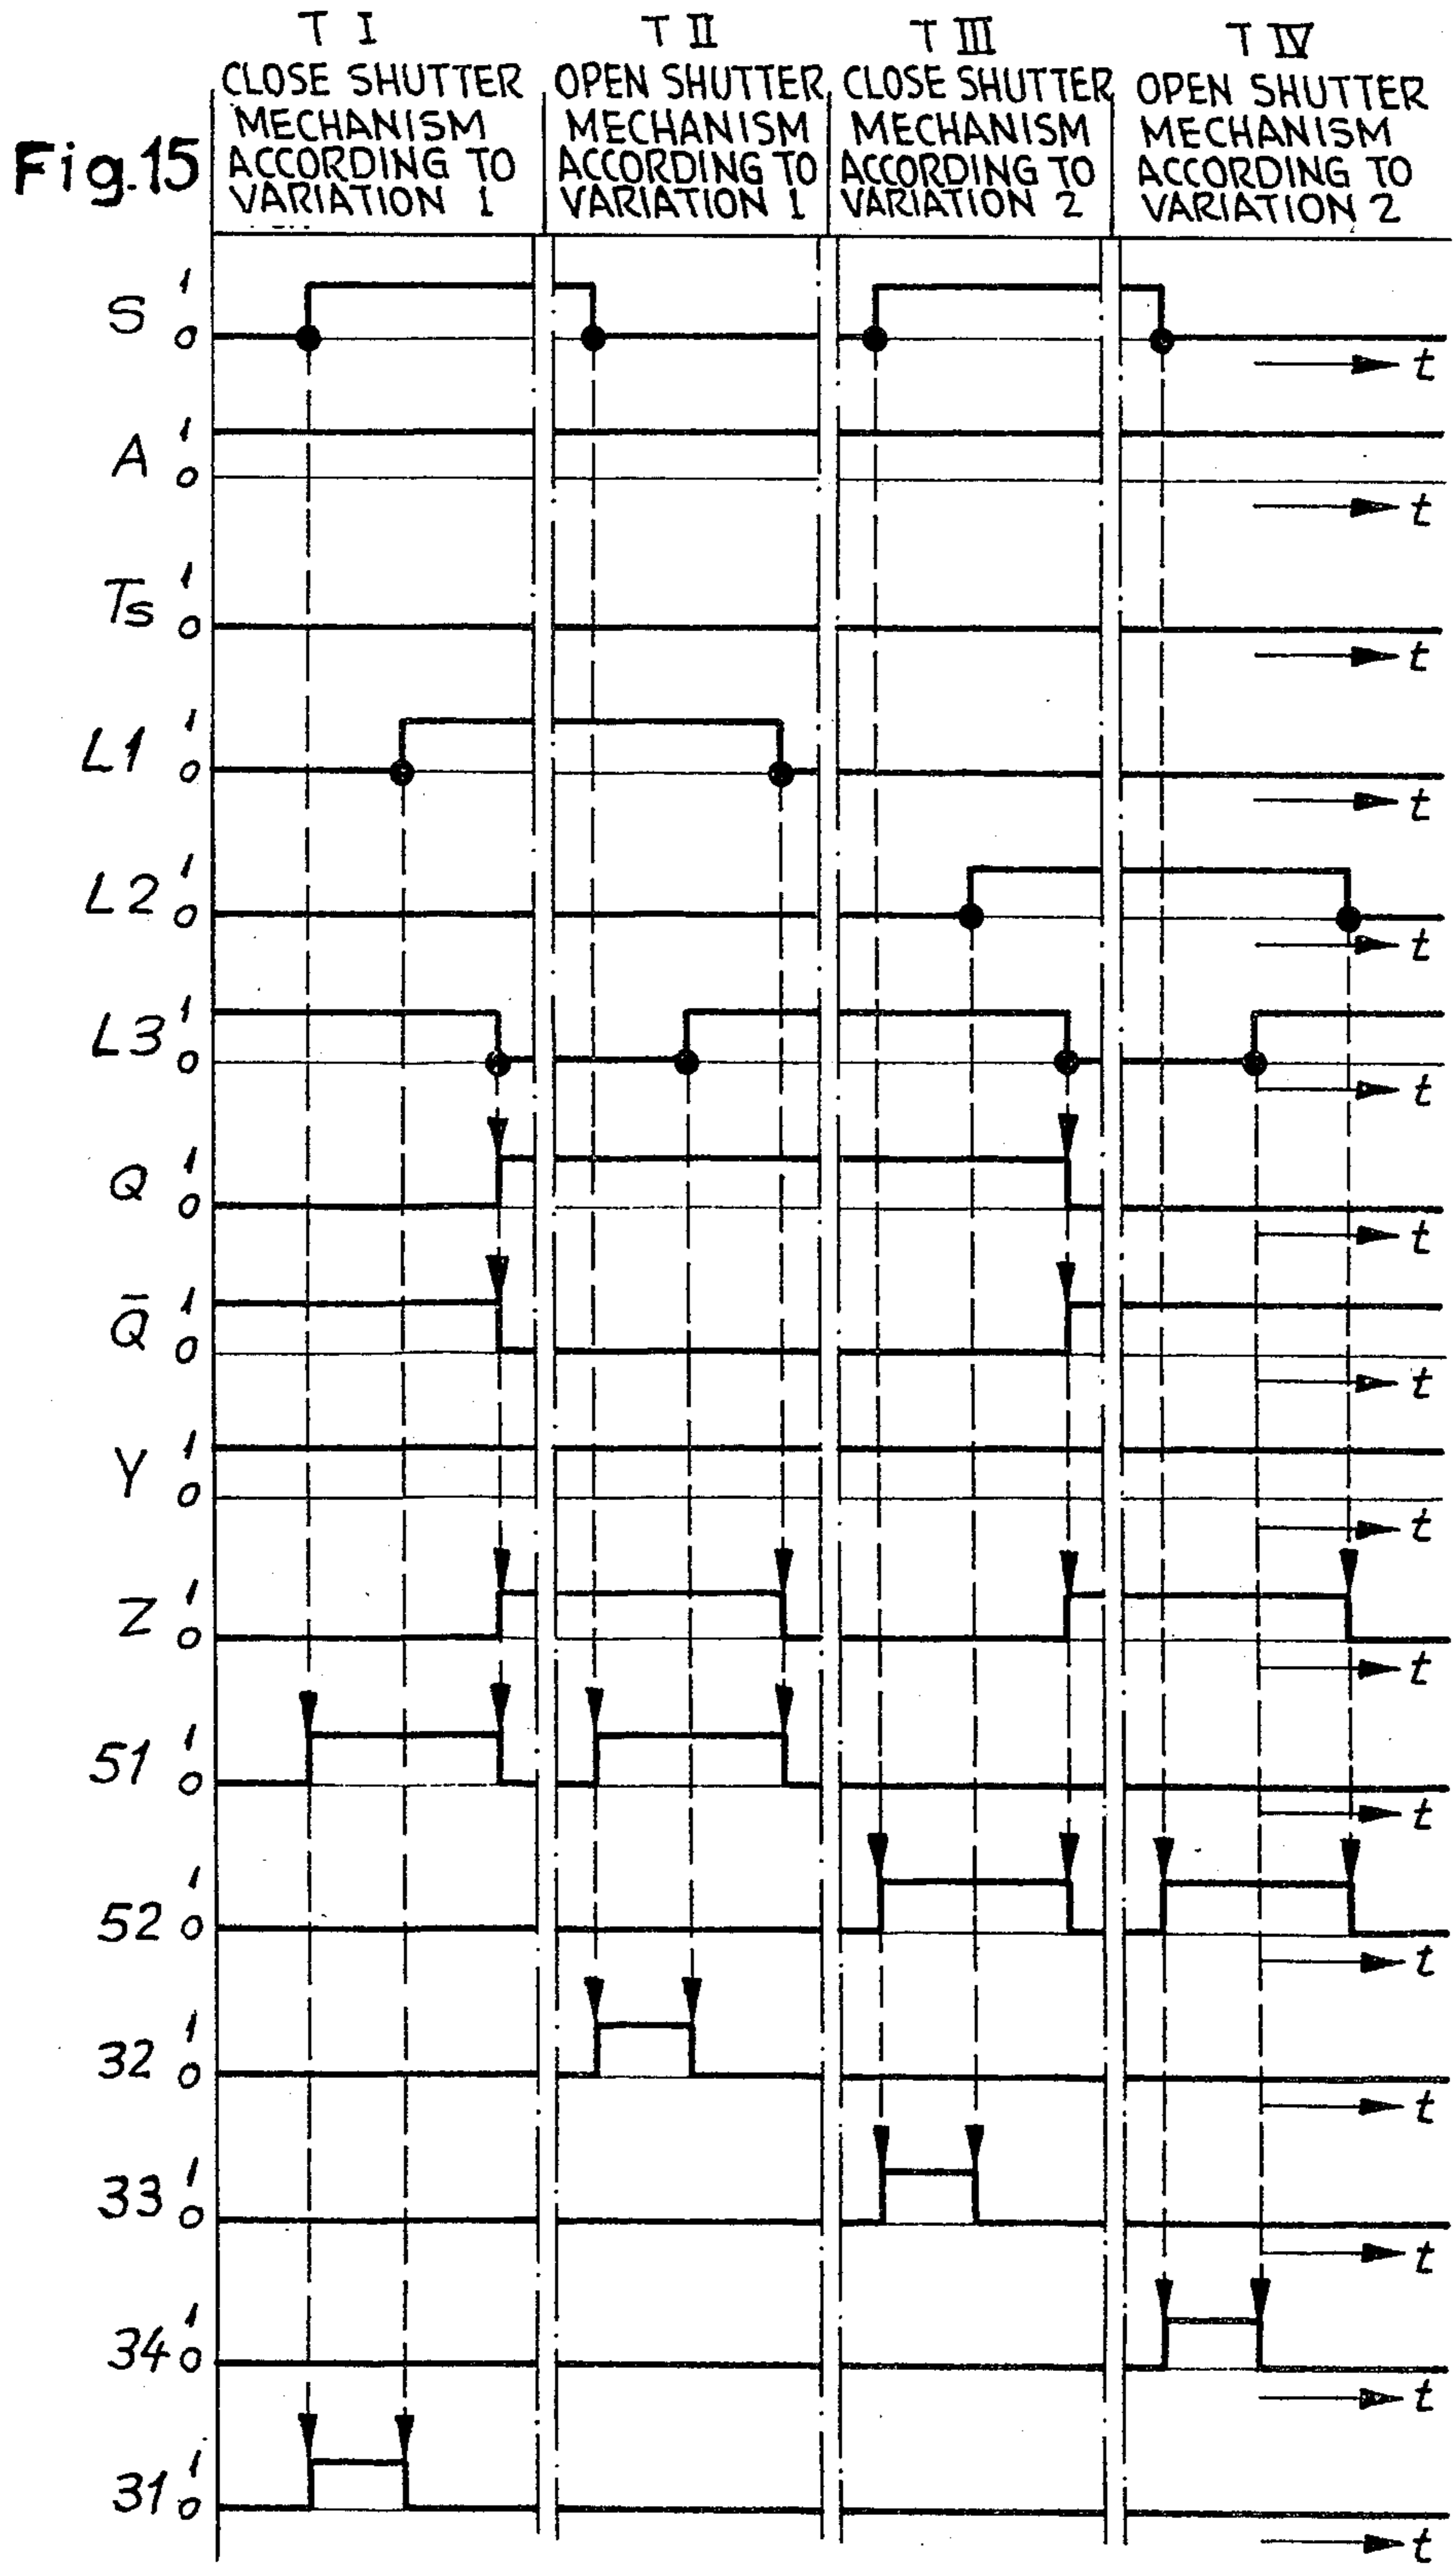 T I
CLOSE SHUTTER
MECHANISM
ACCORDING TO
VARIATION 1
T II
OPEN SHUTTER
MECHANISM
ACCORDING TO
VARIATION 1
T III
CLOSE SHUTTER
MECHANISM
ACCORDING TO
VARIATION 2
T IV
OPEN SHUTTER
MECHANISM
ACCORDING TO
VARIATION 2
Fig.15
S 1 0 t
A 1 0 t
Ts 1 0 t
L1 1 0 t
L2 1 0 t
L3 1 0 t
Q 1 0 t
Q̄ 1 0 t
Y 1 0 t
Z 1 0 t
51 1 0 t
52 1 0 t
32 1 0 t
33 1 0 t
34 1 0 t
31 1 0 t